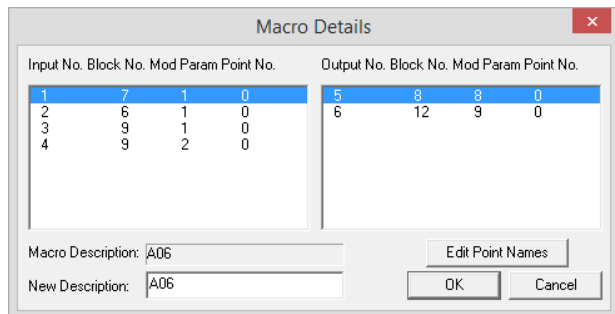 Macro Details
×
Input No. Block No. Mod Param Point No.
1 7 1 0
2 6 1 0
3 9 1 0
4 9 2 0
Output No. Block No. Mod Param Point No.
5 8 8 0
6 12 9 0
Macro Description: A06
Edit Point Names
New Description: A06
OK Cancel